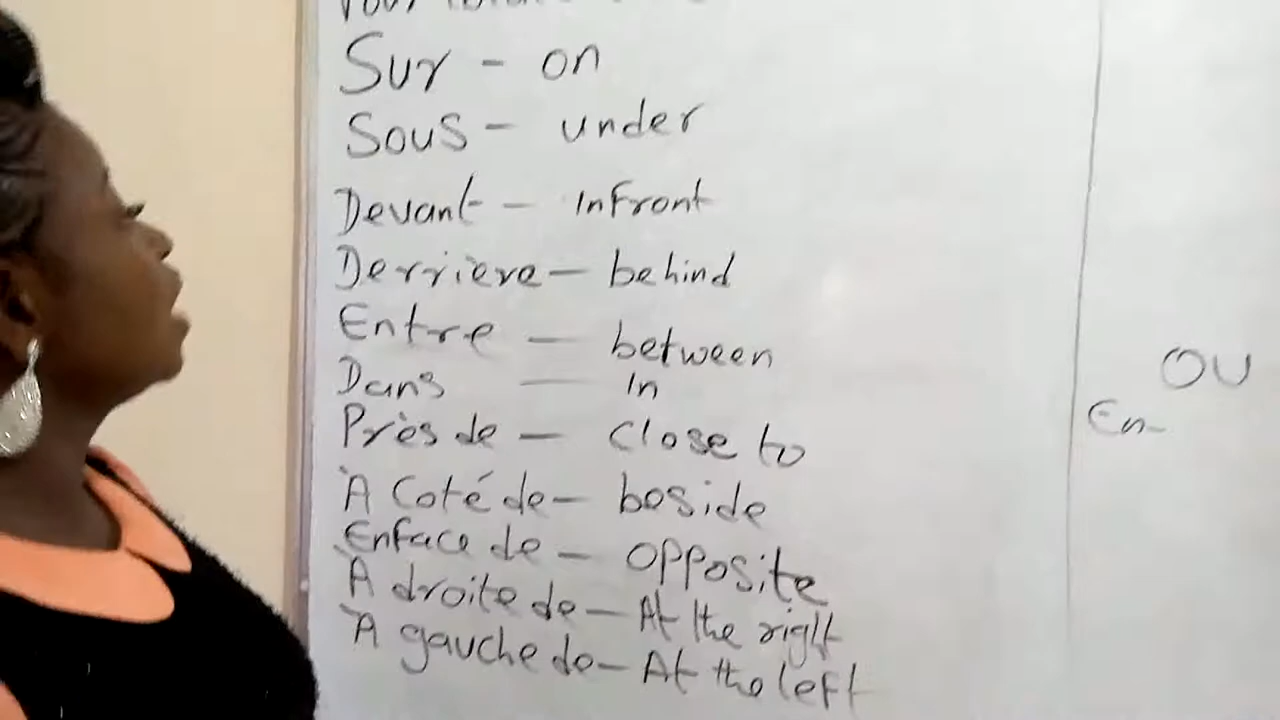 Sur - on
Sous - under
Devant - Infront
Derrière - behind
Entre - between
Dans - In
Près de - Close to
À Coté de - beside
Enface de - opposite
À droite de - At the right
À gauche de - At the left
OU
En-